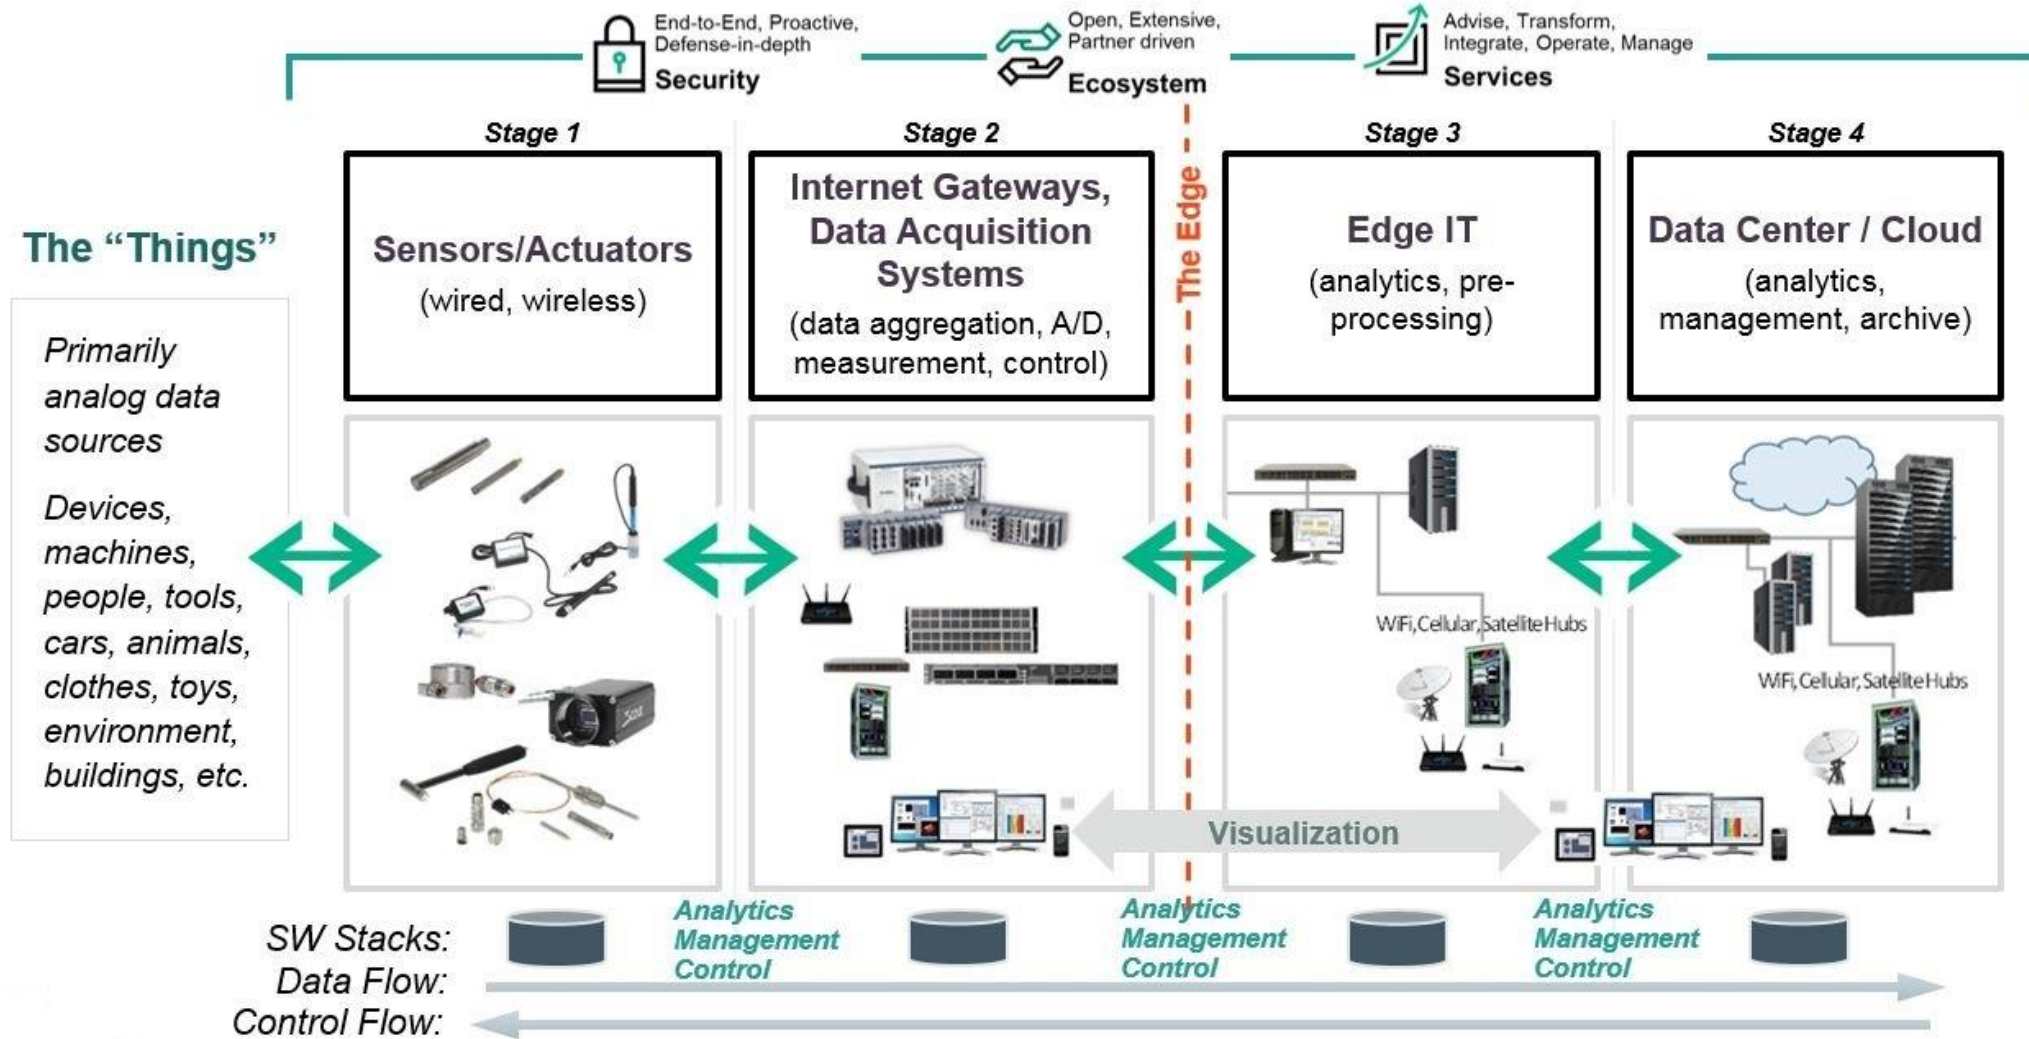 End-to-End, Proactive,
Defense-in-depth
Security
Open, Extensive,
Partner driven
Ecosystem
Advise, Transform,
Integrate, Operate, Manage
Services
Stage 1
Stage 2
Stage 3
Stage 4
The “Things”
Primarily
analog data
sources
Devices,
machines,
people, tools,
cars, animals,
clothes, toys,
environment,
buildings, etc.
Sensors/Actuators
(wired, wireless)
Internet Gateways,
Data Acquisition
Systems
(data aggregation, A/D,
measurement, control)
The Edge
Edge IT
(analytics, pre-
processing)
Data Center / Cloud
(analytics,
management, archive)
WiFi, Cellular, Satellite Hubs
WiFi, Cellular, Satellite Hubs
Visualization
SW Stacks:
Analytics
Management
Control
Analytics
Management
Control
Analytics
Management
Control
Data Flow:
Control Flow: